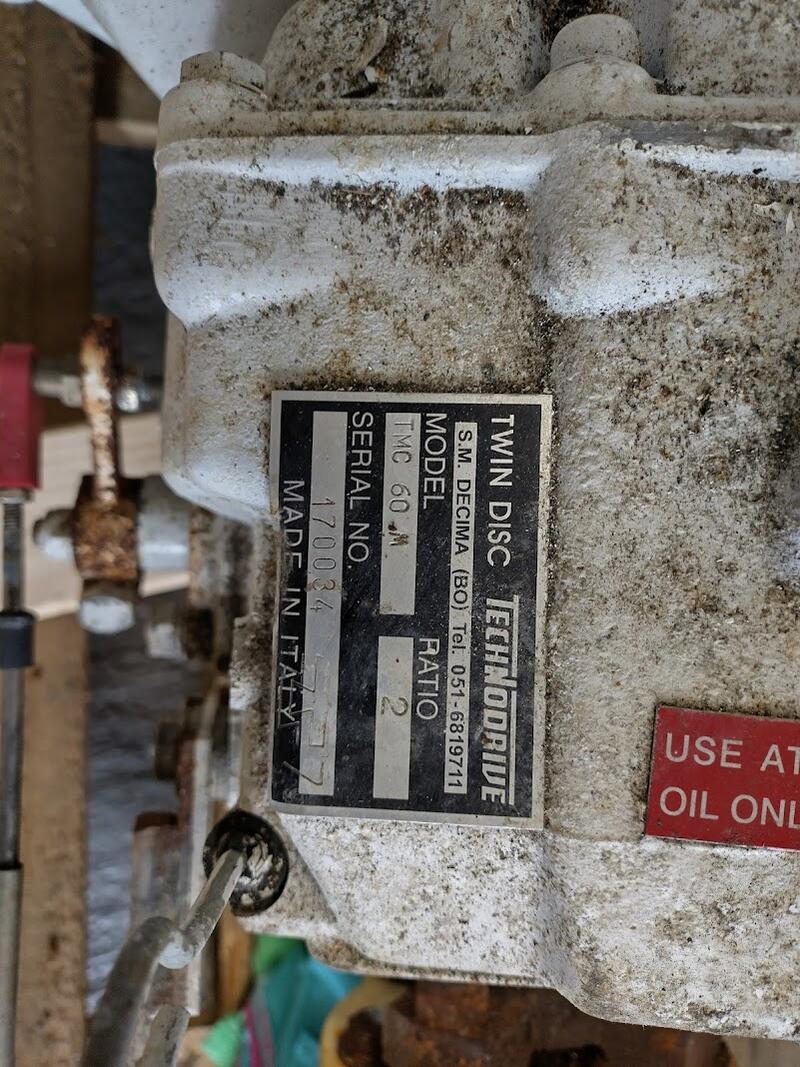 TWIN DISC TECHNODRIVE
S.M. DECIMA (BO) Tel. 051-6819711
MODEL RATIO
TMC 60 M 2
SERIAL NO.
170034
MADE IN ITALY
USE AT
OIL ONL